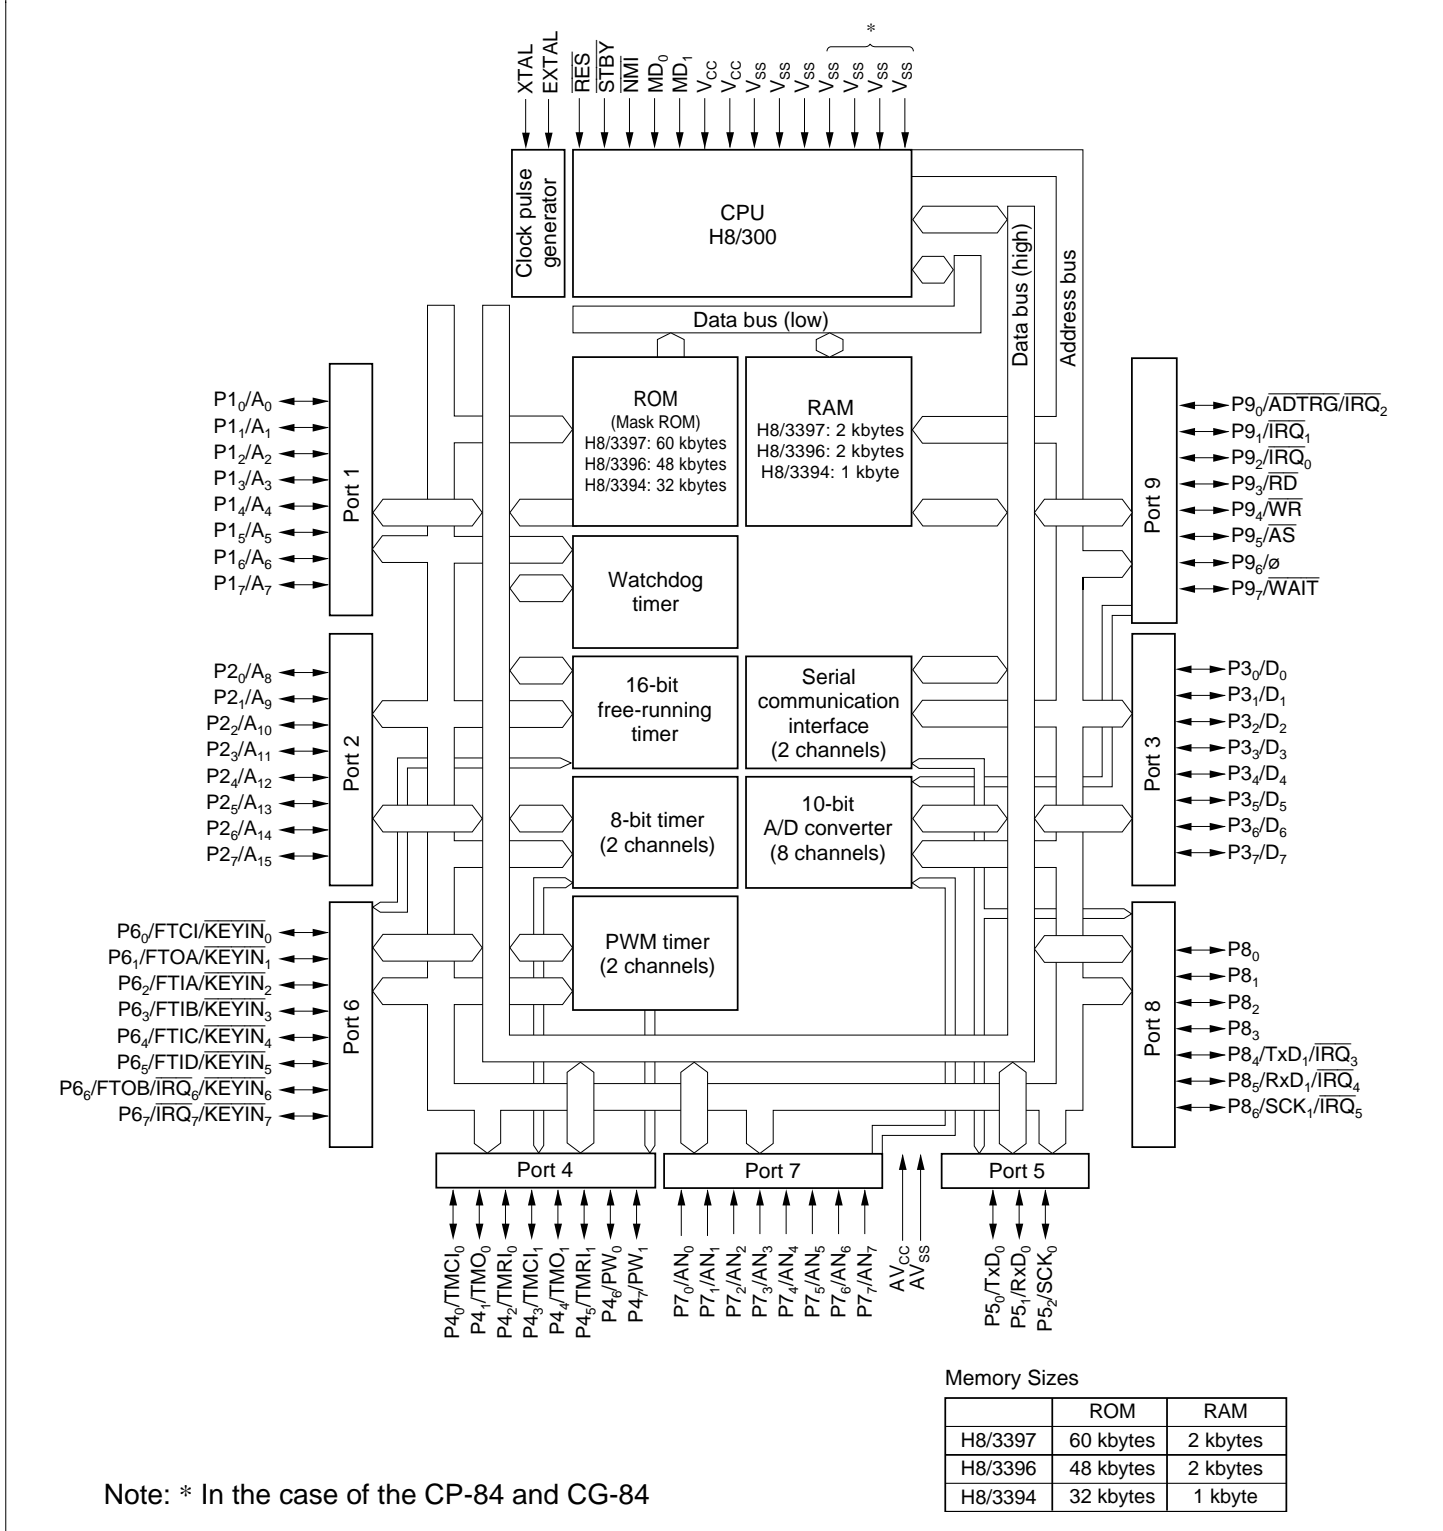 *
XTAL
EXTAL
RES
STBY
NMI
MD0
MD1
VCC
VCC
VSS
VSS
VSS
VSS
VSS
VSS
VSS
Clock pulse
generator
CPU
H8/300
Data bus (high)
Address bus
Data bus (low)
ROM
(Mask ROM)
H8/3397: 60 kbytes
H8/3396: 48 kbytes
H8/3394: 32 kbytes
RAM
H8/3397: 2 kbytes
H8/3396: 2 kbytes
H8/3394: 1 kbyte
Watchdog
timer
16-bit
free-running
timer
Serial
communication
interface
(2 channels)
8-bit timer
(2 channels)
10-bit
A/D converter
(8 channels)
PWM timer
(2 channels)
P10/A0
P11/A1
P12/A2
P13/A3
P14/A4
P15/A5
P16/A6
P17/A7
Port 1
P20/A8
P21/A9
P22/A10
P23/A11
P24/A12
P25/A13
P26/A14
P27/A15
Port 2
P60/FTCI/KEYIN0
P61/FTOA/KEYIN1
P62/FTIA/KEYIN2
P63/FTIB/KEYIN3
P64/FTIC/KEYIN4
P65/FTID/KEYIN5
P66/FTOB/IRQ6/KEYIN6
P67/IRQ7/KEYIN7
Port 6
Port 9
P90/ADTRG/IRQ2
P91/IRQ1
P92/IRQ0
P93/RD
P94/WR
P95/AS
P96/ø
P97/WAIT
Port 3
P30/D0
P31/D1
P32/D2
P33/D3
P34/D4
P35/D5
P36/D6
P37/D7
Port 8
P80
P81
P82
P83
P84/TxD1/IRQ3
P85/RxD1/IRQ4
P86/SCK1/IRQ5
Port 4
Port 7
Port 5
P40/TMCI0
P41/TMO0
P42/TMRI0
P43/TMCI1
P44/TMO1
P45/TMRI1
P46/PW0
P47/PW1
P70/AN0
P71/AN1
P72/AN2
P73/AN3
P74/AN4
P75/AN5
P76/AN6
P77/AN7
AVCC
AVSS
P50/TxD0
P51/RxD0
P52/SCK0
Memory Sizes
ROM RAM
H8/3397 60 kbytes 2 kbytes
H8/3396 48 kbytes 2 kbytes
H8/3394 32 kbytes 1 kbyte
Note: * In the case of the CP-84 and CG-84